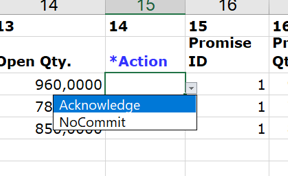 14 15 16
13 14 15 16
Open Qty. *Action Promise ID P Qt
960,0000 1
Acknowledge
78 1
NoCommit
850,0000 1